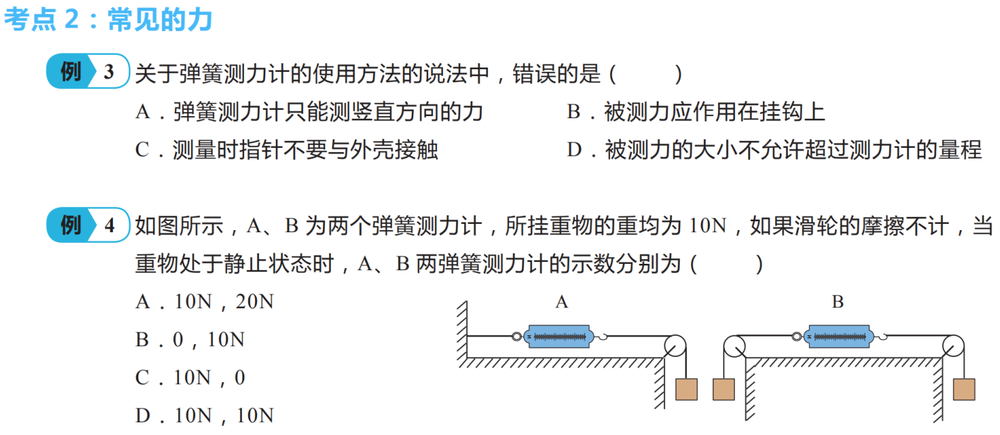 考点 2：常见的力
例 3 关于弹簧测力计的使用方法的说法中，错误的是（　　）
A．弹簧测力计只能测竖直方向的力　　B．被测力应作用在挂钩上
C．测量时指针不要与外壳接触　　D．被测力的大小不允许超过测力计的量程
例 4 如图所示，A、B 为两个弹簧测力计，所挂重物的重均为 10N，如果滑轮的摩擦不计，当
重物处于静止状态时，A、B 两弹簧测力计的示数分别为（　　）
A．10N，20N
B．0，10N
C．10N，0
D．10N，10N
A　　B